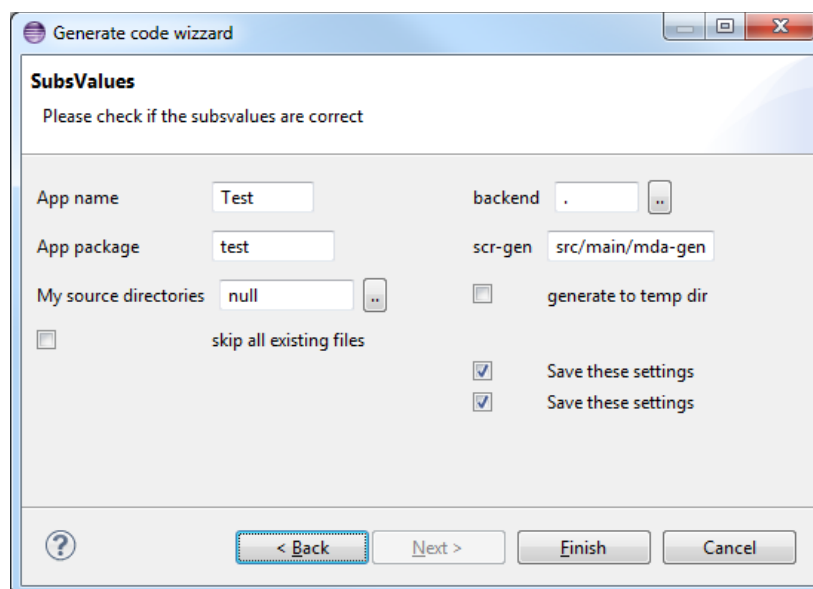 Generate code wizzard
SubsValues
Please check if the subsvalues are correct
App name Test backend . ..
App package test scr-gen src/main/mda-gen
My source directories null .. generate to temp dir
skip all existing files
Save these settings
Save these settings
? < Back Next > Finish Cancel